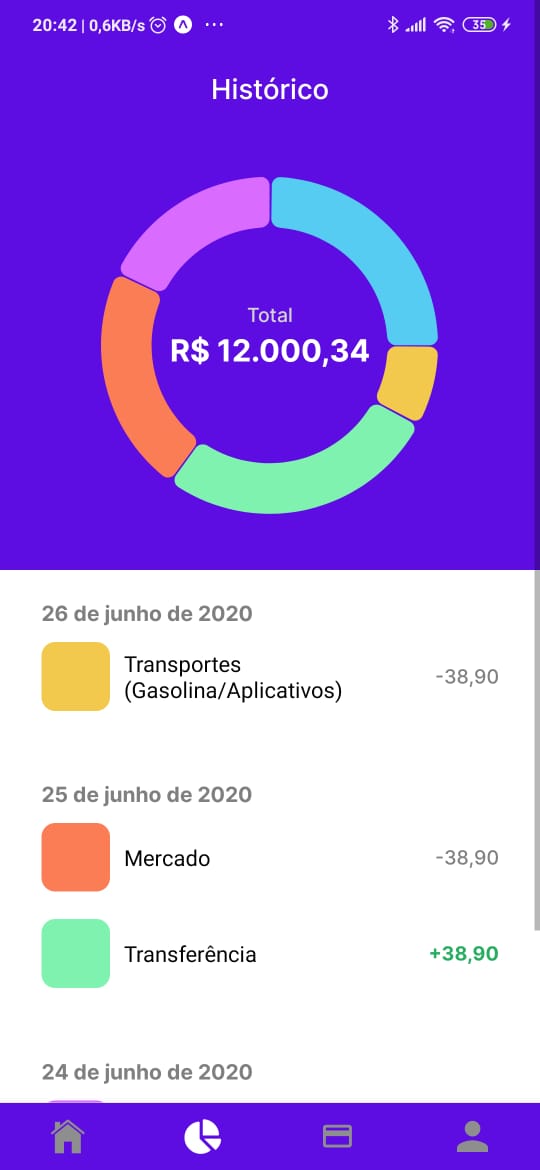 20:42 | 0,6KB/s ...
35
Histórico
Total
R$ 12.000,34
26 de junho de 2020
Transportes
(Gasolina/Aplicativos)
-38,90
25 de junho de 2020
Mercado
-38,90
Transferência
+38,90
24 de junho de 2020